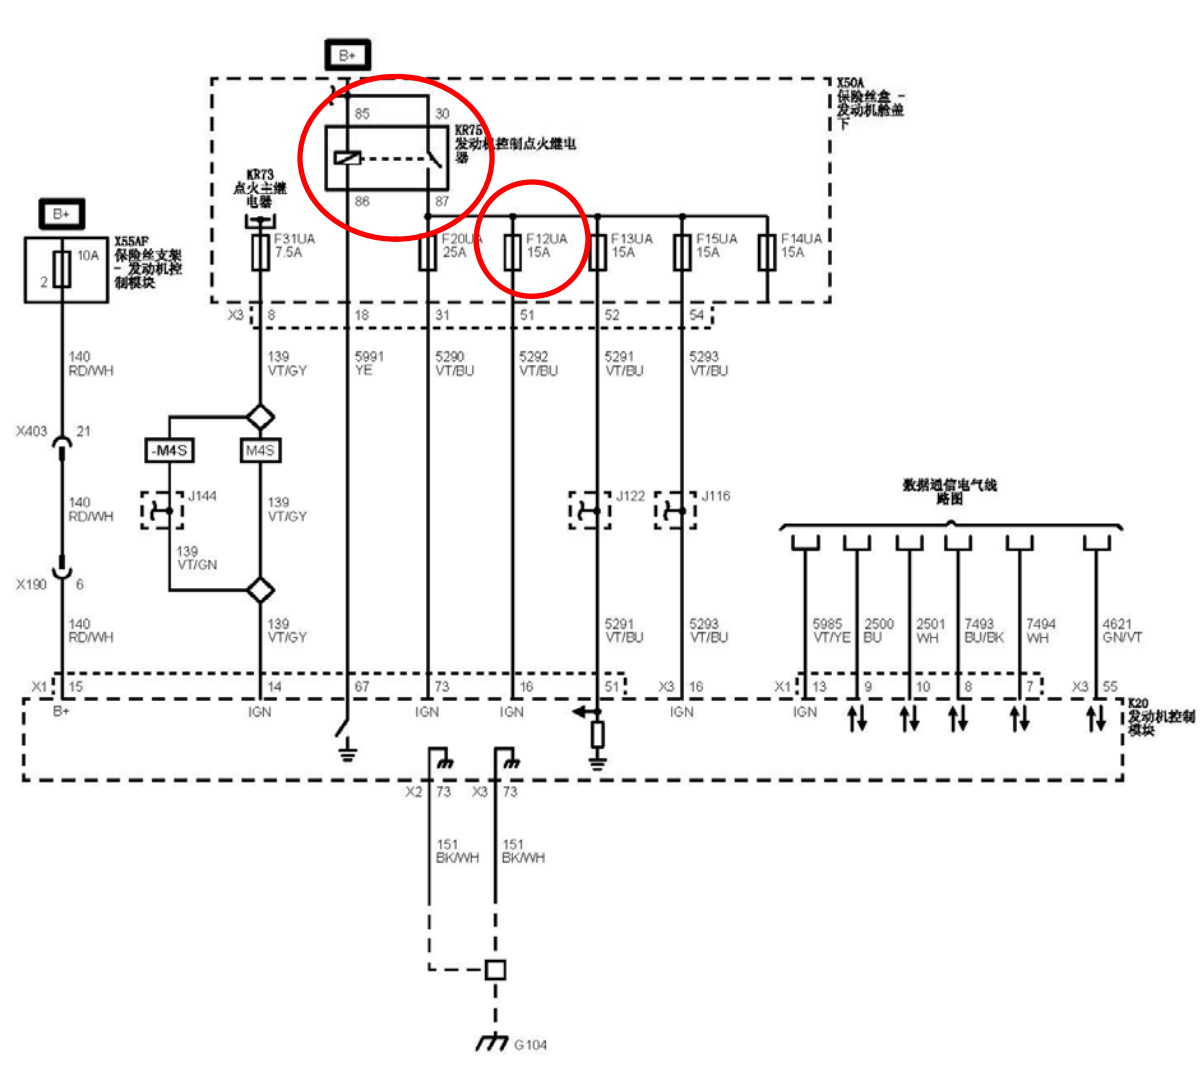 B+
X50A
保险丝盒 -
发动机舱盖
下
85
30
KR75
发动机控制点火继电
器
KR73
点火主继
电器
86
87
B+
X55AF
保险丝支架
- 发动机控
制模块
10A
2
F31UA
7.5A
F20UA
25A
F12UA
15A
F13UA
15A
F15UA
15A
F14UA
15A
X3
8
18
31
51
52
54
140
RD/WH
139
VT/GY
5991
YE
5290
VT/BU
5292
VT/BU
5291
VT/BU
5293
VT/BU
X403
21
-M4S
M4S
数据通信电气线
路图
140
RD/WH
J144
139
VT/GY
J122
J116
139
VT/GN
X190
6
140
RD/WH
139
VT/GY
5291
VT/BU
5293
VT/BU
5985
VT/YE
2500
BU
2501
WH
7493
BU/BK
7494
WH
4621
GN/VT
X1
15
14
67
73
16
51
X3
16
X1
13
9
10
8
7
X3
55
B+
IGN
IGN
IGN
IGN
IGN
K20
发动机控制
模块
X2
73
X3
73
151
BK/WH
151
BK/WH
G104